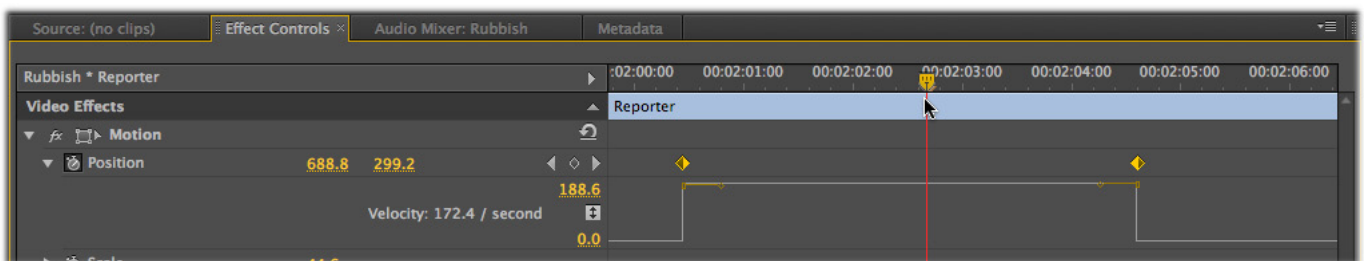 Source: (no clips) Effect Controls × Audio Mixer: Rubbish Metadata
Rubbish * Reporter :02:00:00 00:02:01:00 00:02:02:00 00:02:03:00 00:02:04:00 00:02:05:00 00:02:06:00
Video Effects Reporter
fx Motion
Position 688.8 299.2
188.6
Velocity: 172.4 / second
0.0